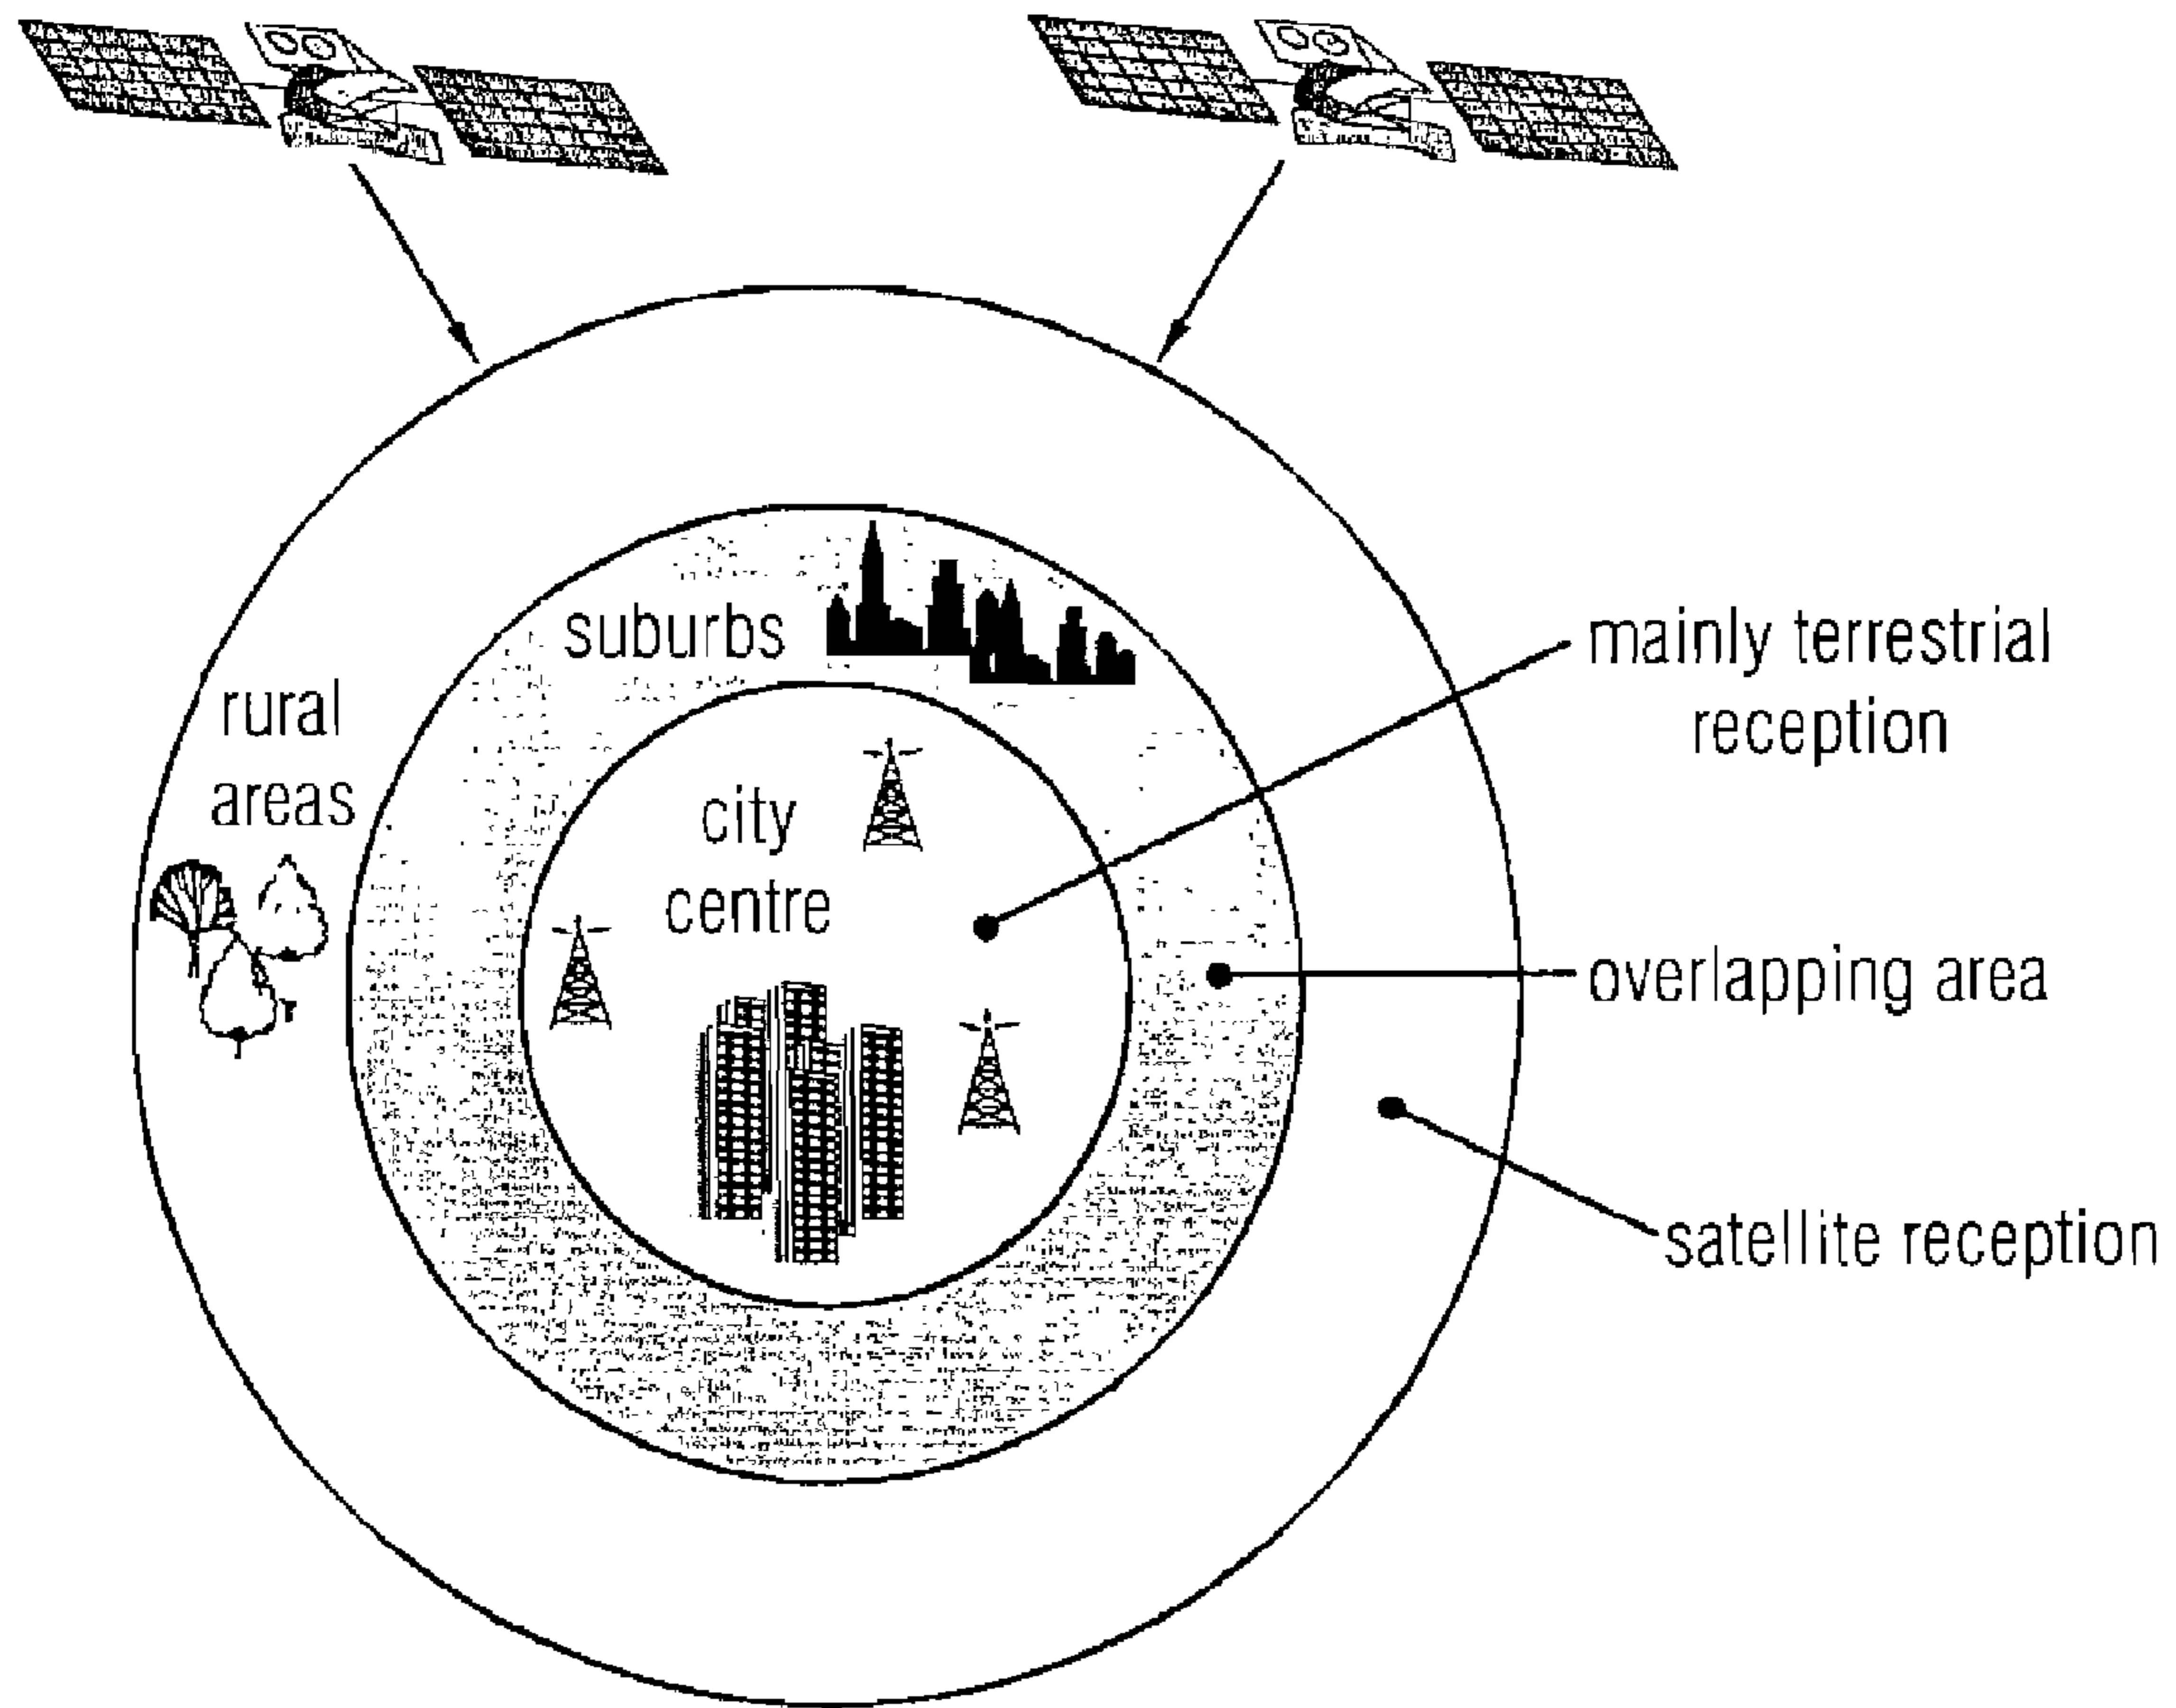 suburbs
rural
areas
city
centre
mainly terrestrial
reception
overlapping area
satellite reception